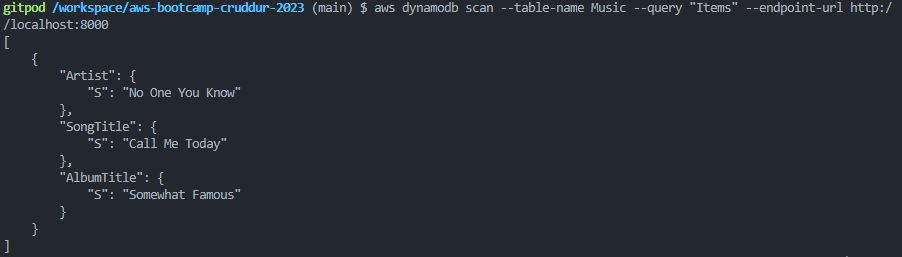 gitpod /workspace/aws-bootcamp-cruddur-2023 (main) $ aws dynamodb scan --table-name Music --query "Items" --endpoint-url http:/
/localhost:8000
[
    {
        "Artist": {
            "S": "No One You Know"
        },
        "SongTitle": {
            "S": "Call Me Today"
        },
        "AlbumTitle": {
            "S": "Somewhat Famous"
        }
    }
]